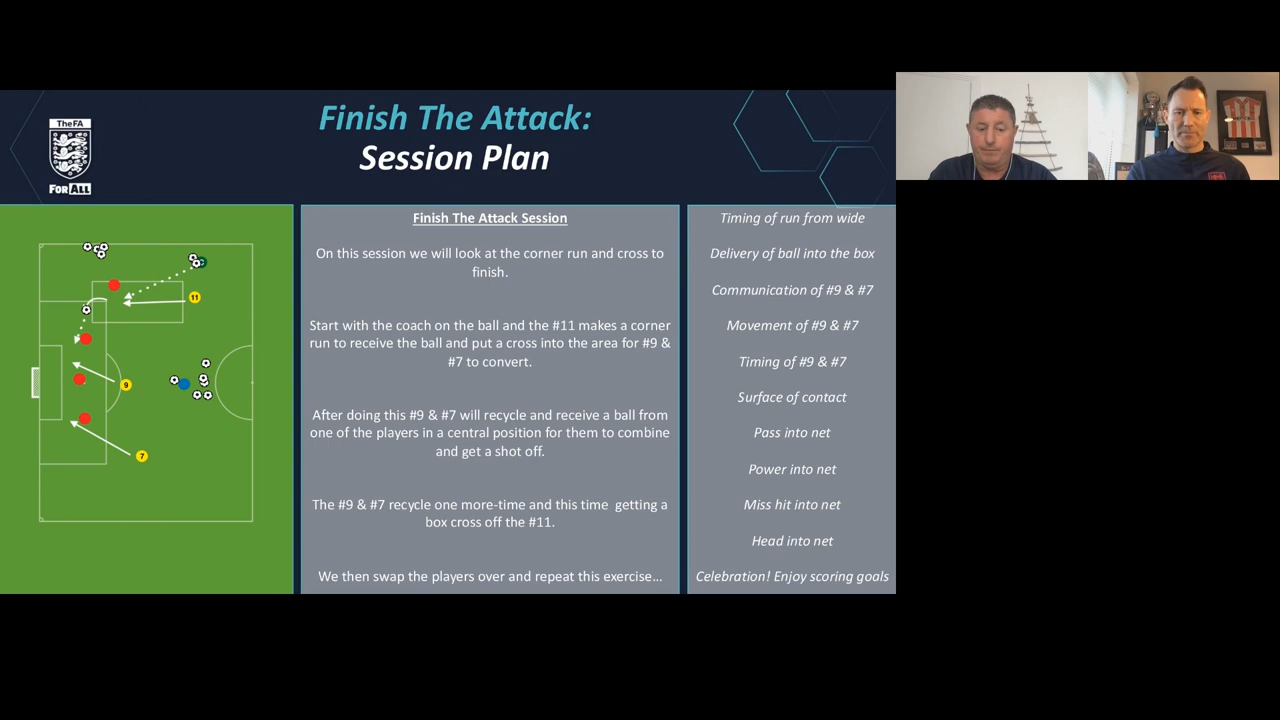 Finish The Attack:
Session Plan
The FA
FOR ALL
Finish The Attack Session
On this session we will look at the corner run and cross to
finish.
Start with the coach on the ball and the #11 makes a corner
run to receive the ball and put a cross into the area for #9 &
#7 to convert.
After doing this #9 & #7 will recycle and receive a ball from
one of the players in a central position for them to combine
and get a shot off.
The #9 & #7 recycle one more-time and this time getting a
box cross off the #11.
We then swap the players over and repeat this exercise...
Timing of run from wide
Delivery of ball into the box
Communication of #9 & #7
Movement of #9 & #7
Timing of #9 & #7
Surface of contact
Pass into net
Power into net
Miss hit into net
Head into net
Celebration! Enjoy scoring goals
C
11
9
7